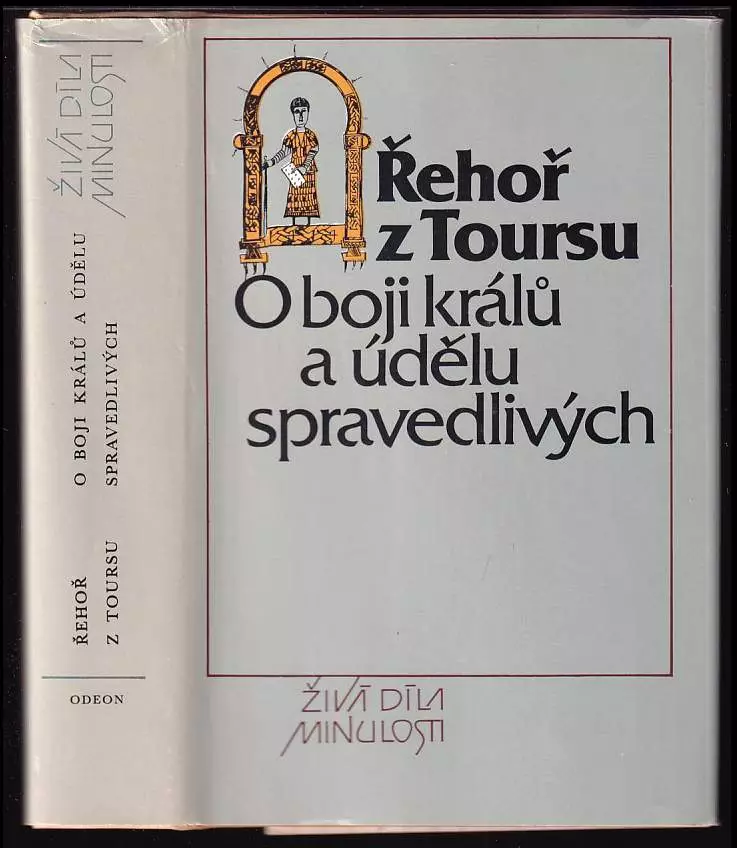 ŽIVÁ DÍLA
MINULOSTI
O BOJI KRÁLŮ A ÚDĚLU
SPRAVEDLIVÝCH
ŘEHOŘ
Z TOURSU
ODEON
Řehoř
z Toursu
O boji králů
a údělu
spravedlivých
ŽIVÁ DÍLA
MINULOSTI